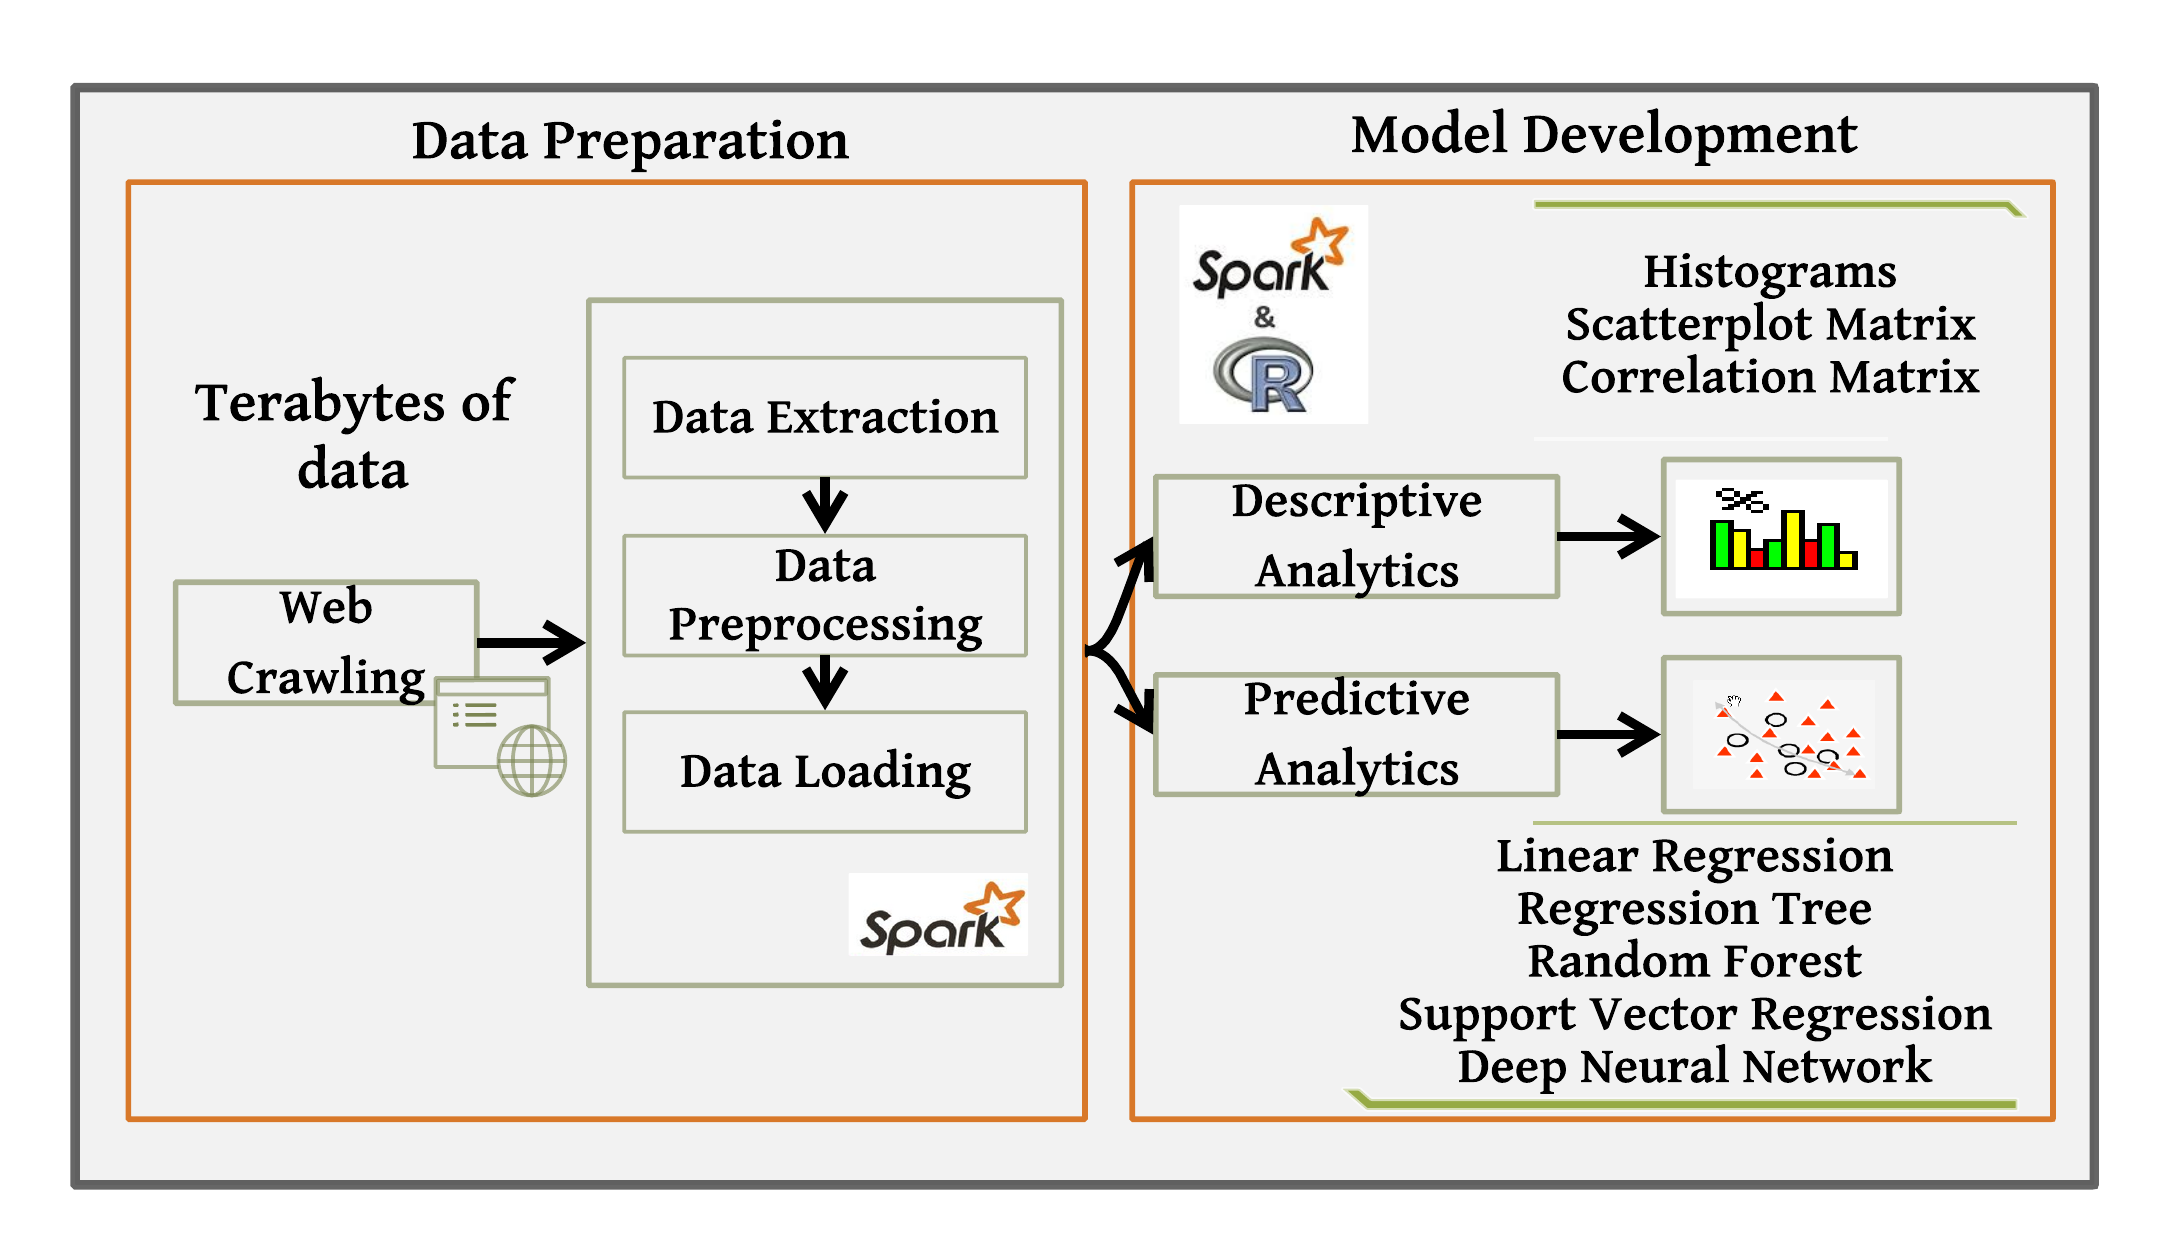 Data Preparation
Terabytes of
data
Web
Crawling
Data Extraction
Data
Preprocessing
Data Loading
Spark
Model Development
Spark
&
R
Histograms
Scatterplot Matrix
Correlation Matrix
Descriptive
Analytics
Predictive
Analytics
Linear Regression
Regression Tree
Random Forest
Support Vector Regression
Deep Neural Network